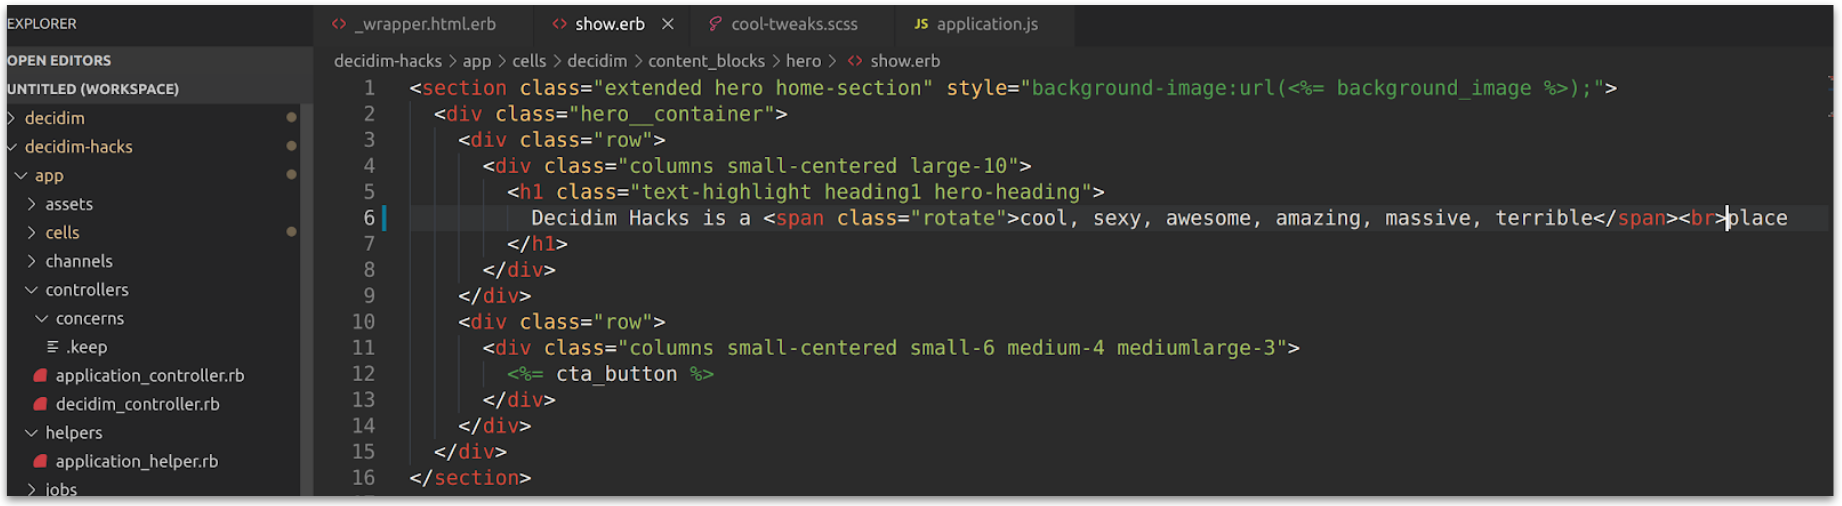 EXPLORER
OPEN EDITORS
UNTITLED (WORKSPACE)
decidim
decidim-hacks
app
assets
cells
channels
controllers
concerns
.keep
application_controller.rb
decidim_controller.rb
helpers
application_helper.rb
jobs
<> _wrapper.html.erb <> show.erb × cool-tweaks.scss JS application.js
decidim-hacks > app > cells > decidim > content_blocks > hero > <> show.erb
1 <section class="extended hero home-section" style="background-image:url(<%= background_image %>);">
2 <div class="hero__container">
3 <div class="row">
4 <div class="columns small-centered large-10">
5 <h1 class="text-highlight heading1 hero-heading">
6 Decidim Hacks is a <span class="rotate">cool, sexy, awesome, amazing, massive, terrible</span><br>place
7 </h1>
8 </div>
9 </div>
10 <div class="row">
11 <div class="columns small-centered small-6 medium-4 mediumlarge-3">
12 <%= cta_button %>
13 </div>
14 </div>
15 </div>
16 </section>